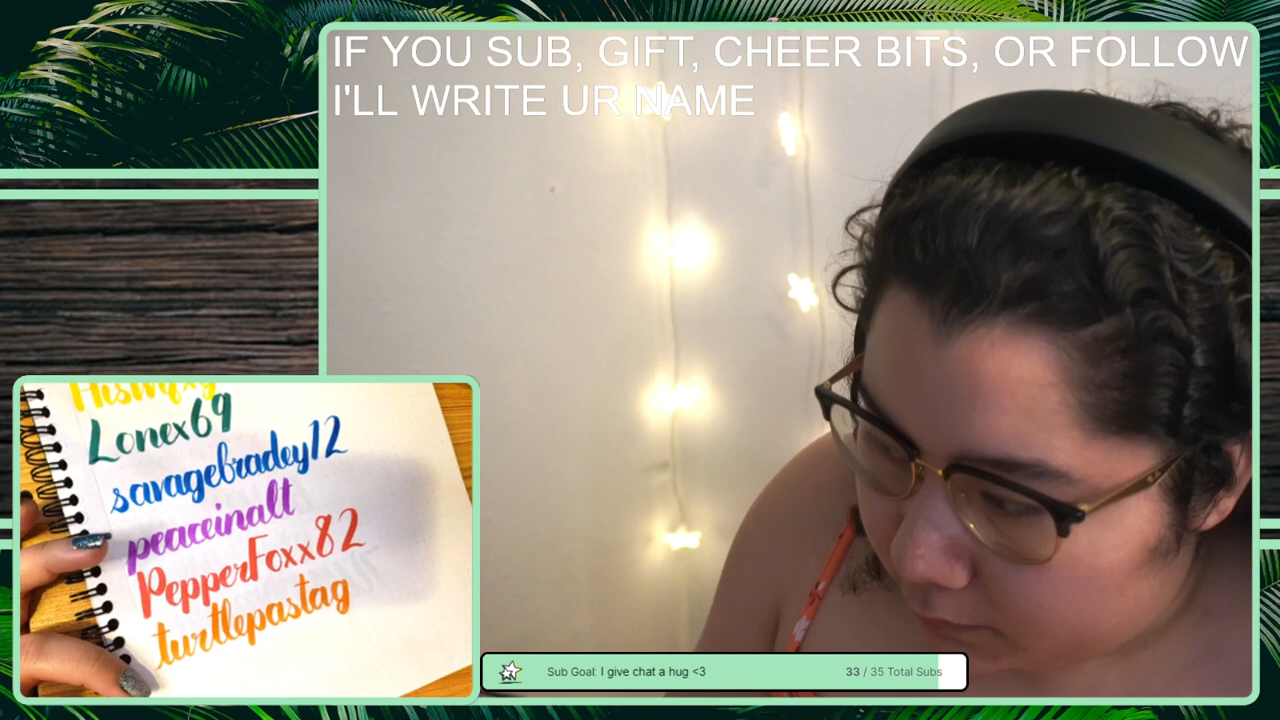 IF YOU SUB, GIFT, CHEER BITS, OR FOLLOW
I'LL WRITE UR NAME
Lonex69
savagebradey12
peaceinalt
PepperFoxx82
turtlepastag
Sub Goal: I give chat a hug <3
33 / 35 Total Subs